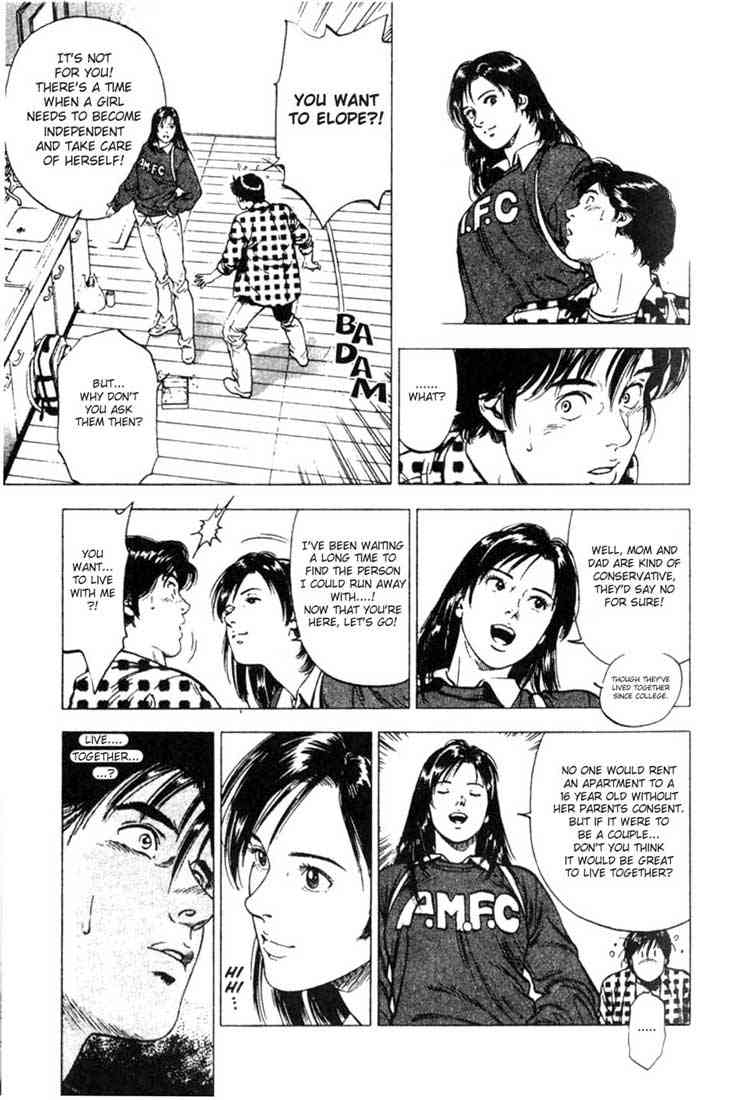 .F.C
......
WHAT?
YOU WANT
TO ELOPE?!
BADAM
IT'S NOT
FOR YOU!
THERE'S A TIME
WHEN A GIRL
NEEDS TO BECOME
INDEPENDENT
AND TAKE CARE
OF HERSELF!
P.M.F.C
BUT...
WHY DON'T
YOU ASK
THEM THEN?
WELL, MOM AND
DAD ARE KIND OF
CONSERVATIVE,
THEY'D SAY NO
FOR SURE!
THOUGH THEY'VE
LIVED TOGETHER
SINCE COLLEGE.
I'VE BEEN WAITING
A LONG TIME TO
FIND THE PERSON
I COULD RUN AWAY
WITH....!
NOW THAT YOU'RE
HERE, LET'S GO!
YOU
WANT...
TO LIVE
WITH ME
?!
NO ONE WOULD RENT
AN APARTMENT TO A
16 YEAR OLD WITHOUT
HER PARENTS CONSENT.
BUT IF IT WERE TO
BE A COUPLE...
DON'T YOU THINK
IT WOULD BE GREAT
TO LIVE TOGETHER?
P.M.F.C
.....
HI
HI
...
LIVE....
TOGETHER...
...?